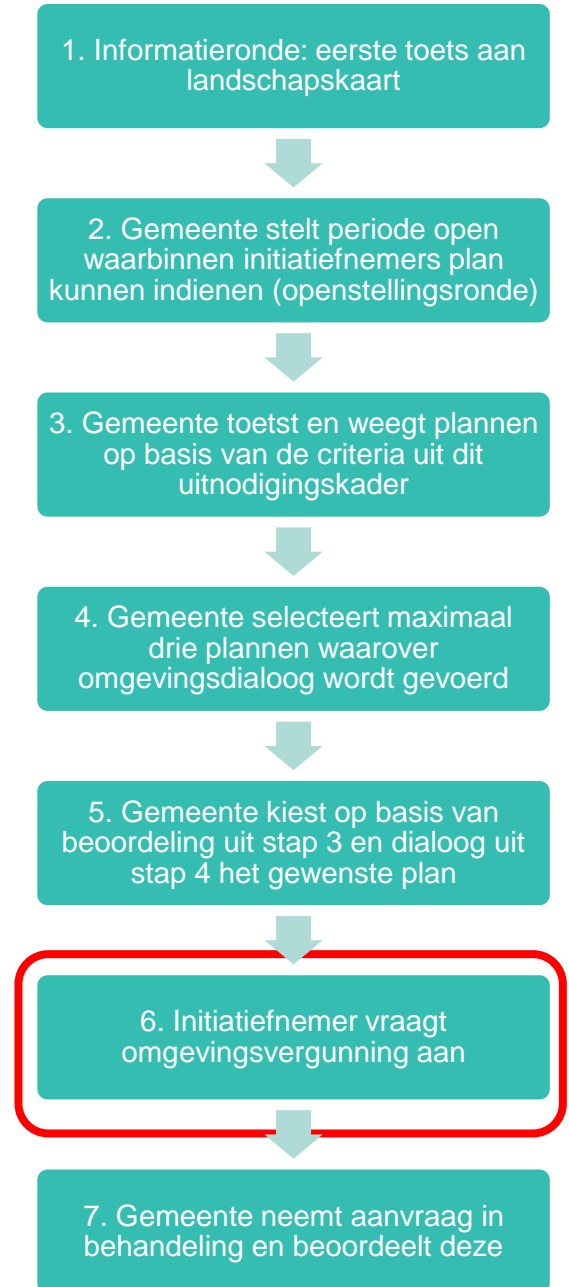 1. Informatieronde: eerste toets aan
landschapskaart
2. Gemeente stelt periode open
waarbinnen initiatiefnemers plan
kunnen indienen (openstellingsronde)
3. Gemeente toetst en weegt plannen
op basis van de criteria uit dit
uitnodigingskader
4. Gemeente selecteert maximaal
drie plannen waarover
omgevingsdialoog wordt gevoerd
5. Gemeente kiest op basis van
beoordeling uit stap 3 en dialoog uit
stap 4 het gewenste plan
6. Initiatiefnemer vraagt
omgevingsvergunning aan
7. Gemeente neemt aanvraag in
behandeling en beoordeelt deze